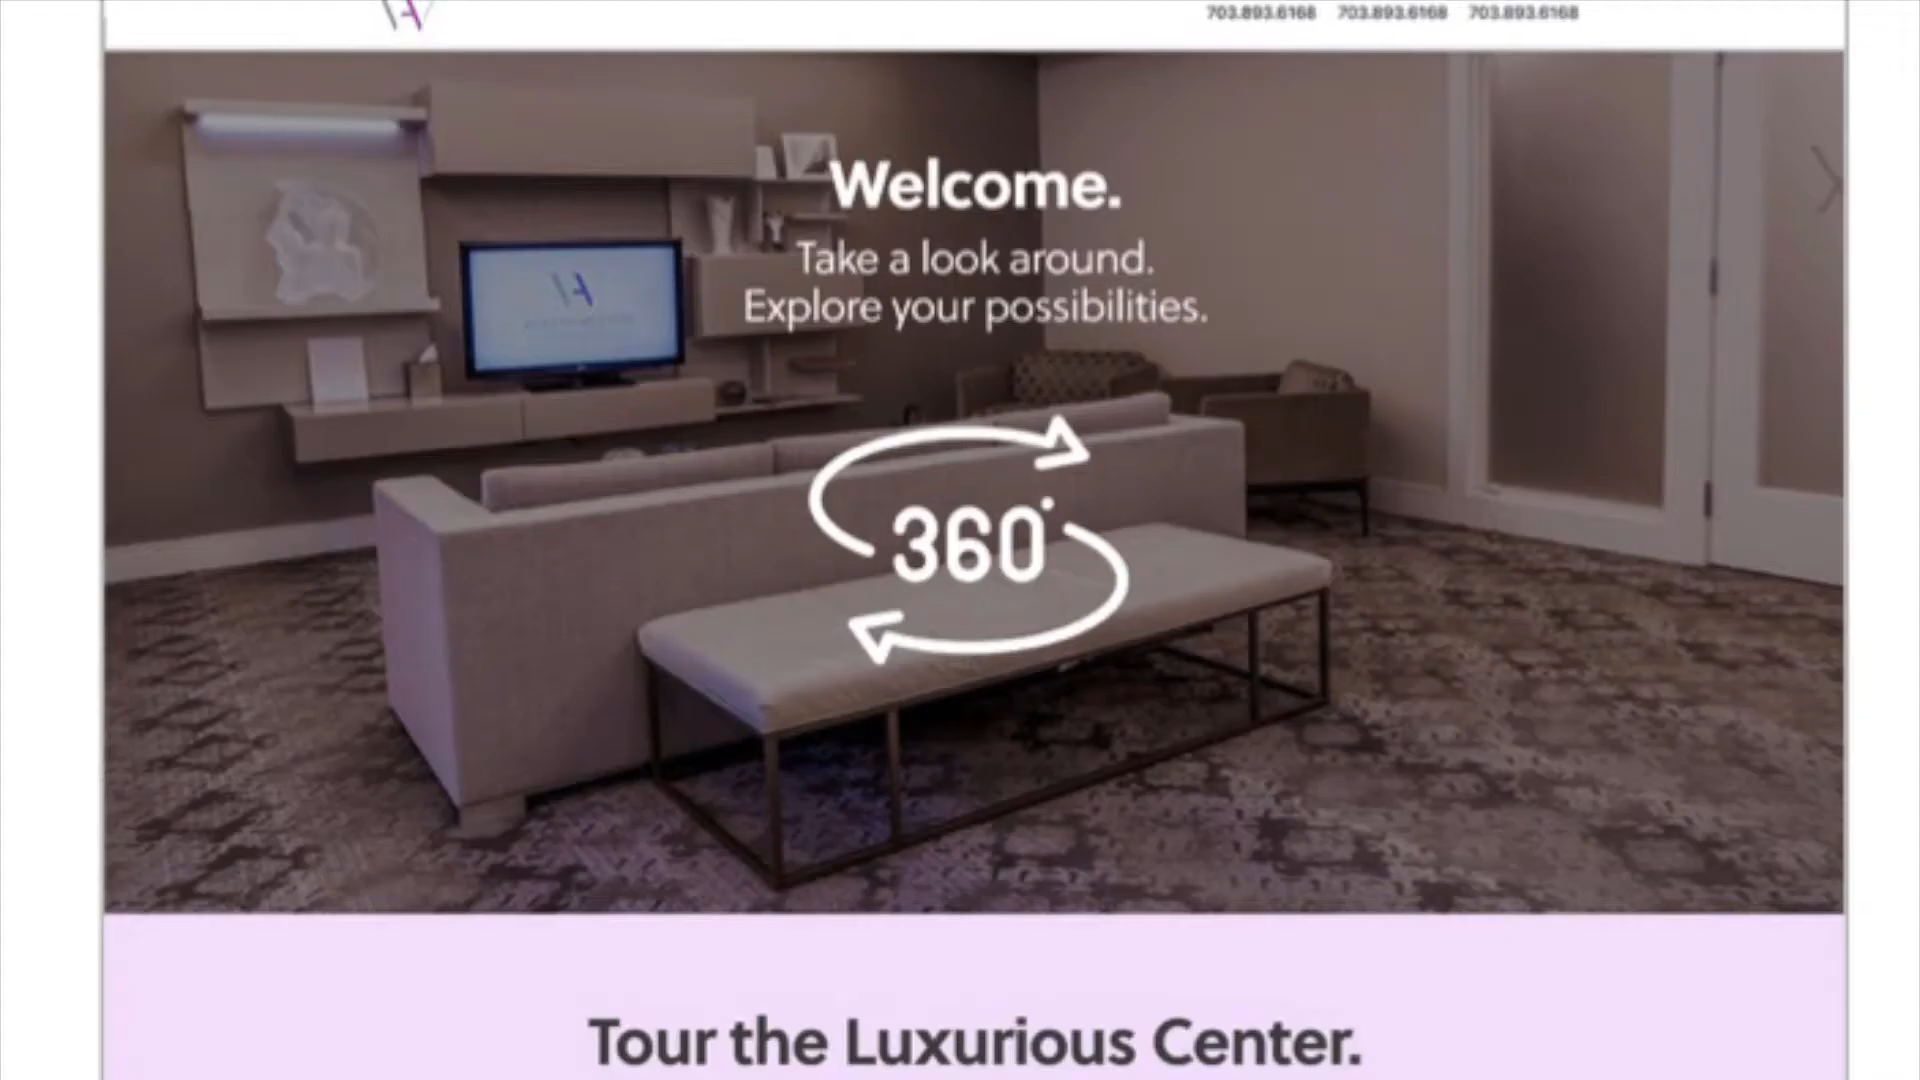 703.893.6168 703.893.6168 703.893.6168
Welcome.
Take a look around.
Explore your possibilities.
360°
Tour the Luxurious Center.